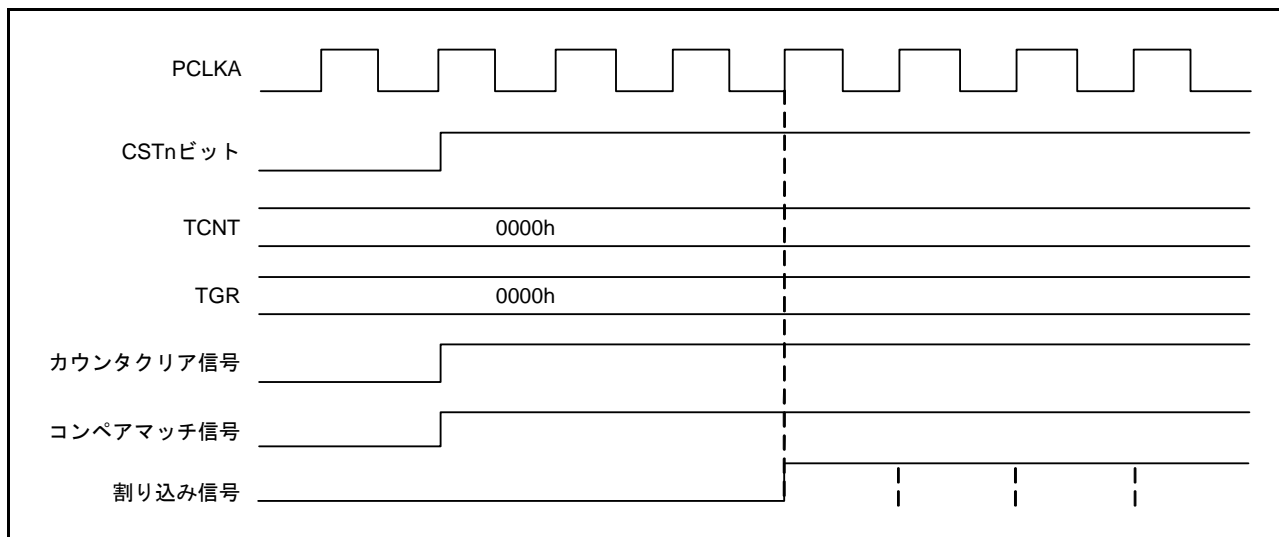 PCLKA
CSTnビット
TCNT
0000h
TGR
0000h
カウンタクリア信号
コンペアマッチ信号
割り込み信号